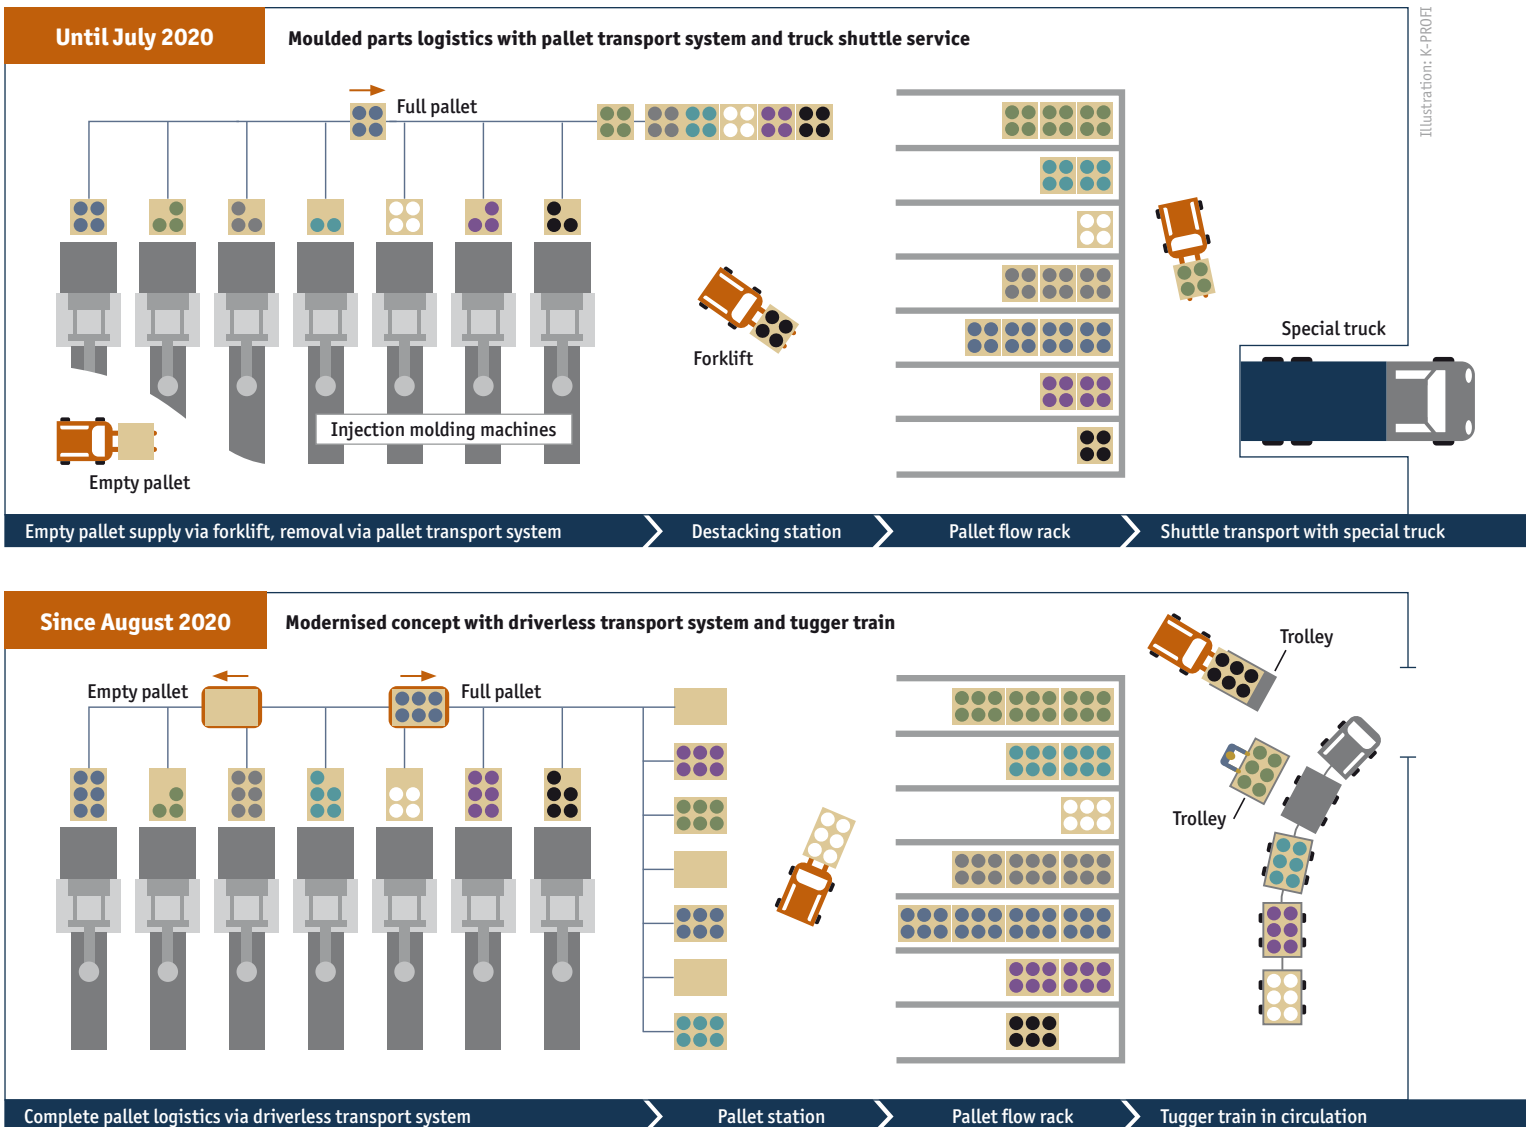 Until July 2020
Moulded parts logistics with pallet transport system and truck shuttle service
Illustration: K-PROFI
Full pallet
Special truck
Forklift
Injection molding machines
Empty pallet
Empty pallet supply via forklift, removal via pallet transport system
Destacking station
Pallet flow rack
Shuttle transport with special truck
Since August 2020
Modernised concept with driverless transport system and tugger train
Trolley
Empty pallet
Full pallet
Trolley
Complete pallet logistics via driverless transport system
Pallet station
Pallet flow rack
Tugger train in circulation